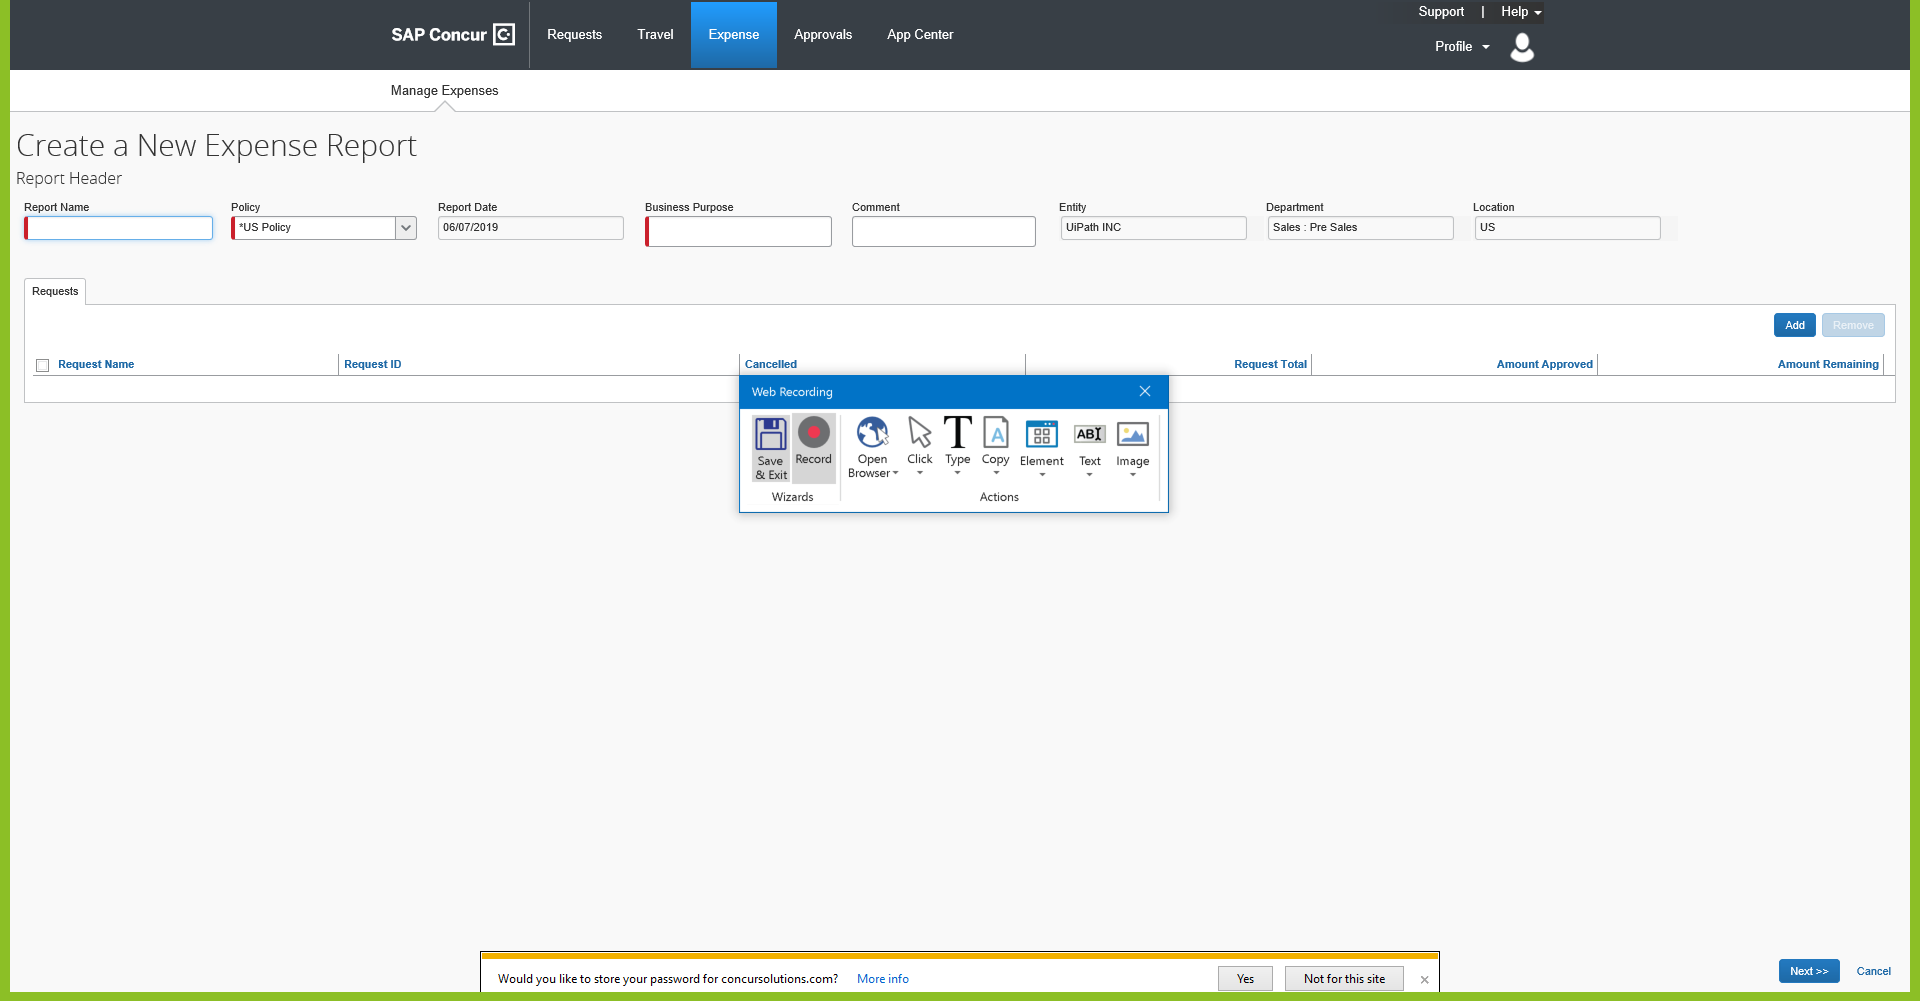 Support | Help
SAP Concur C Requests Travel Expense Approvals App Center
Profile
Manage Expenses
Create a New Expense Report
Report Header
Report Name Policy Report Date Business Purpose Comment Entity Department Location
*US Policy 06/07/2019 UiPath INC Sales : Pre Sales US
Requests
Add Remove
Request Name Request ID Cancelled Request Total Amount Approved Amount Remaining
Web Recording
Save & Exit Record Open Browser Click Type Copy Element Text Image
Wizards Actions
Would you like to store your password for concursolutions.com? More info Yes Not for this site
Next >> Cancel